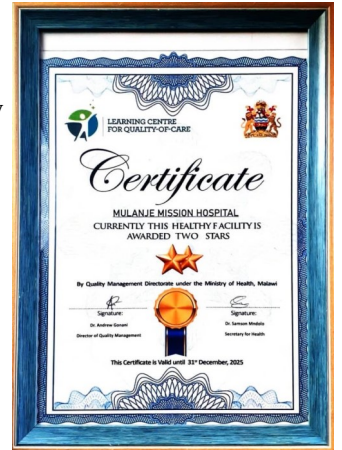 LEARNING CENTRE
FOR QUALITY-OF-CARE
Certificate
MULANJE MISSION HOSPITAL
CURRENTLY THIS HEALTHY FACILITY IS
AWARDED TWO STARS
By Quality Management Directorate under the Ministry of Health, Malawi
Signature:
Dr. Andrew Gonani
Director of Quality Management
Signature:
Dr. Samson Mndolo
Secretary for Health
This Certificate is Valid until 31st December, 2025